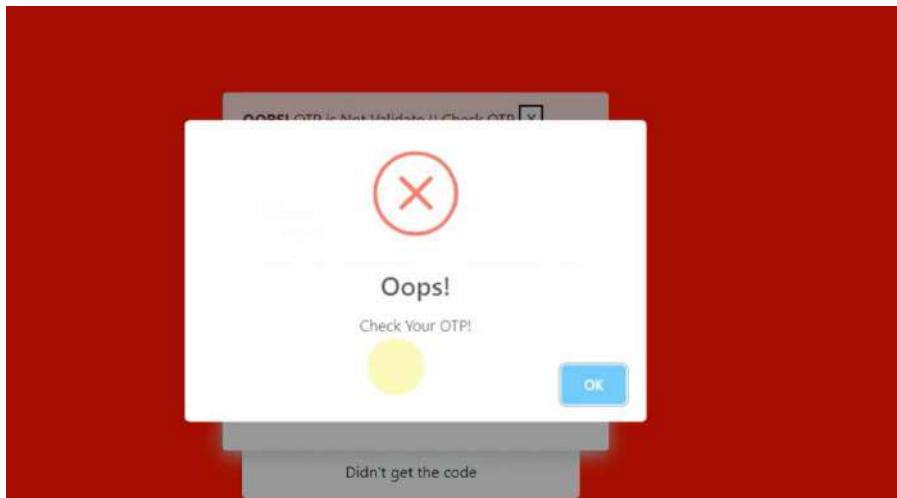 OOPS! OTP is Not Validate !! Check OTP x
Oops!
Check Your OTP!
OK
Didn't get the code